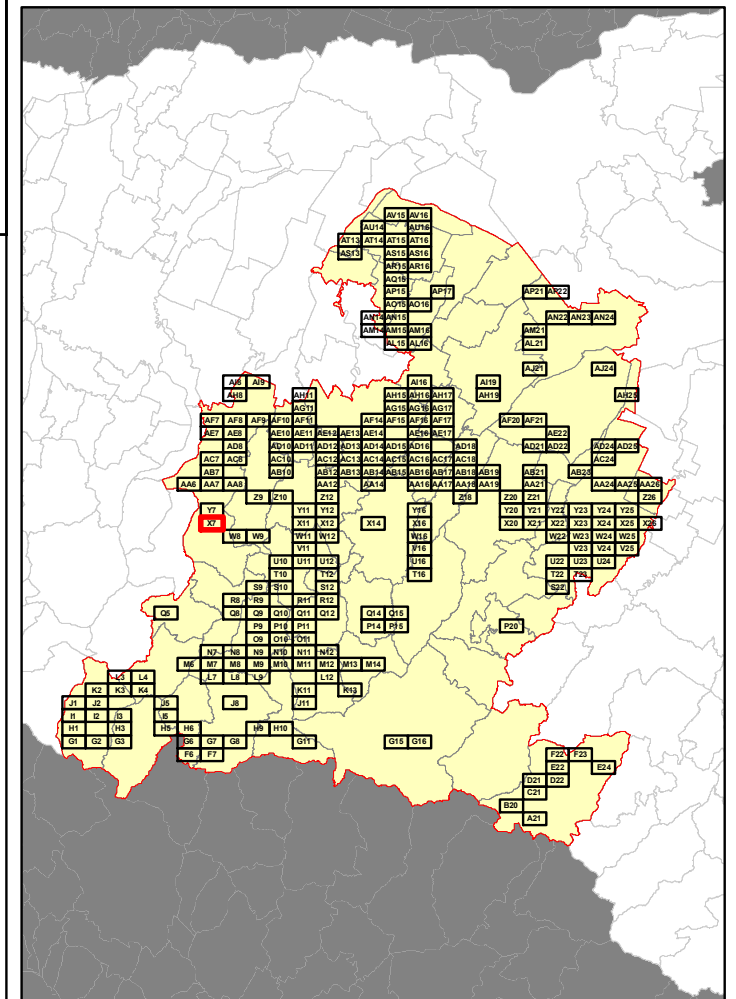 AV15 AV16
AU14 AU16
AT13 AT14 AT15 AT16
AS13 AS15 AS16
AR15 AR16
AQ15
AP15 AP17 AP21 AP22
AO15 AO16
AN14 AN15 AN22 AN23 AN24
AM14 AM15 AM16 AM21
AL15 AL16 AL21
AJ21 AJ24
AI8 AI9 AI16 AI19
AH8 AH11 AH15 AH16 AH17 AH19 AH25
AG11 AG15 AG16 AG17
AF7 AF8 AF9 AF10 AF11 AF14 AF15 AF16 AF17 AF20 AF21
AE7 AE8 AE10 AE11 AE12 AE13 AE14 AE16 AE17 AE22
AD8 AD10 AD11 AD12 AD13 AD14 AD15 AD16 AD18 AD21 AD22 AD24 AD25
AC7 AC8 AC10 AC12 AC13 AC14 AC15 AC16 AC17 AC18 AC24
AB7 AB10 AB12 AB13 AB14 AB15 AB16 AB17 AB18 AB19 AB21 AB23
AA6 AA7 AA8 AA12 AA14 AA16 AA17 AA18 AA19 AA21 AA24 AA25 AA26
Z9 Z10 Z12 Z18 Z20 Z21 Z26
Y7 Y11 Y12 Y16 Y20 Y21 Y22 Y23 Y24 Y25
X7 X11 X12 X14 X16 X20 X21 X22 X23 X24 X25 X26
W8 W9 W11 W12 W16 W22 W23 W24 W25
V11 V16 V23 V24 V25
U10 U11 U12 U16 U22 U23 U24
T10 T12 T16 T22 T23
S9 S10 S12 S22
R8 R9 R11 R12
Q5 Q8 Q9 Q10 Q11 Q12 Q14 Q15
P9 P10 P11 P14 P15 P20
O9 O10 O11
N7 N8 N9 N10 N11 N12
M6 M7 M8 M9 M10 M11 M12 M13 M14
L3 L4 L7 L8 L9 L12
K2 K3 K4 K11 K13
J1 J2 J5 J8 J11
I1 I2 I3 I5
H1 H3 H5 H6 H9 H10
G1 G2 G3 G6 G7 G8 G11 G15 G16
F6 F7 F22 F23
E22 E24
D21 D22
C21
B20
A21